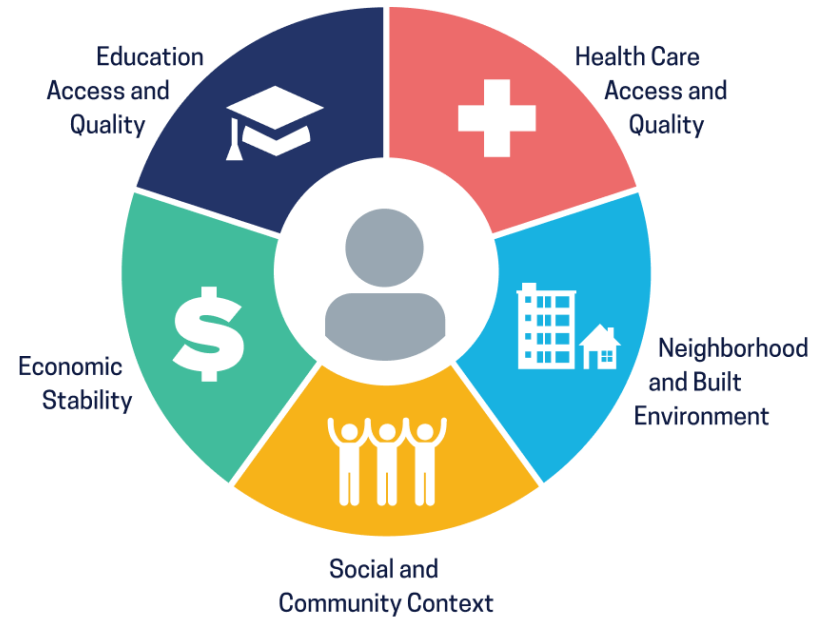 Education
Access and
Quality
Health Care
Access and
Quality
Economic
Stability
Neighborhood
and Built
Environment
Social and
Community Context